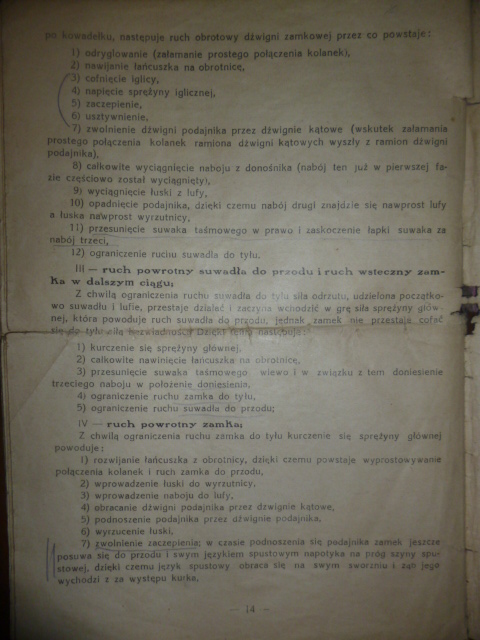 po kowadełku, następuje ruch obrotowy dźwigni zamkowej przez co powstaje:
1) odryglowanie (załamanie prostego połączenia kolanek),
2) nawijanie łańcuszka na obrotnicę,
3) cofnięcie iglicy,
4) napięcie sprężyny iglicznej,
5) zaczepienie,
6) usztywnienie,
7) zwolnienie dźwigni podajnika przez dźwignie kątowe (wskutek załamania
prostego połączenia kolanek ramiona dźwigni kątowych wyszły z ramion dźwigni
podajnika),
8) całkowite wyciągnięcie naboju z donośnika (nabój ten już w pierwszej fa-
zie częściowo został wyciągnięty),
9) wyciągnięcie łuski z lufy,
10) opadnięcie podajnika, dzięki czemu nabój drugi znajdzie się nawprost lufy
a łuska nawprost wyrzutnicy,
11) przesunięcie suwaka taśmowego w prawo i zaskoczenie łapki suwaka za
nabój trzeci,
12) ograniczenie ruchu suwadła do tyłu.
III — ruch powrotny suwadła do przodu i ruch wsteczny zam-
ka w dalszym ciągu;
Z chwilą ograniczenia ruchu suwadła do tyłu siła odrzutu, udzielona początko-
wo suwadłu i lufie, przestaje działać i zaczyna wchodzić w grę siła sprężyny głów-
nej, która powoduje ruch suwadła do przodu, jednak zamek nie przestaje cofać
się do tyłu siłą bezwładności. Dzięki temu następują:
1) kurczenie się sprężyny głównej,
2) całkowite nawinięcie łańcuszka na obrotnicę,
3) przesunięcie suwaka taśmowego wlewo i w związku z tem doniesienie
trzeciego naboju w położenie doniesienia,
4) ograniczenie ruchu zamka do tyłu,
5) ograniczenie ruchu suwadła do przodu;
IV — ruch powrotny zamka;
Z chwilą ograniczenia ruchu zamka do tyłu kurczenie się sprężyny głównej
powoduje:
1) rozwijanie łańcuszka z obrotnicy, dzięki czemu powstaje wyprostowywanie
połączenia kolanek i ruch zamka do przodu,
2) wprowadzenie łuski do wyrzutnicy,
3) wprowadzenie naboju do lufy,
4) obracanie dźwigni podajnika przez dźwignie kątowe,
5) podnoszenie podajnika przez dźwignie podajnika,
6) wyrzucenie łuski,
7) zwolnienie zaczepienia; w czasie podnoszenia się podajnika zamek jeszcze
posuwa się do przodu i swym językiem spustowym napotyka na próg szyny spu-
stowej, dzięki czemu język spustowy obraca się na swym sworzniu i ząb jego
wychodzi z za występu kurka,
— 14 —